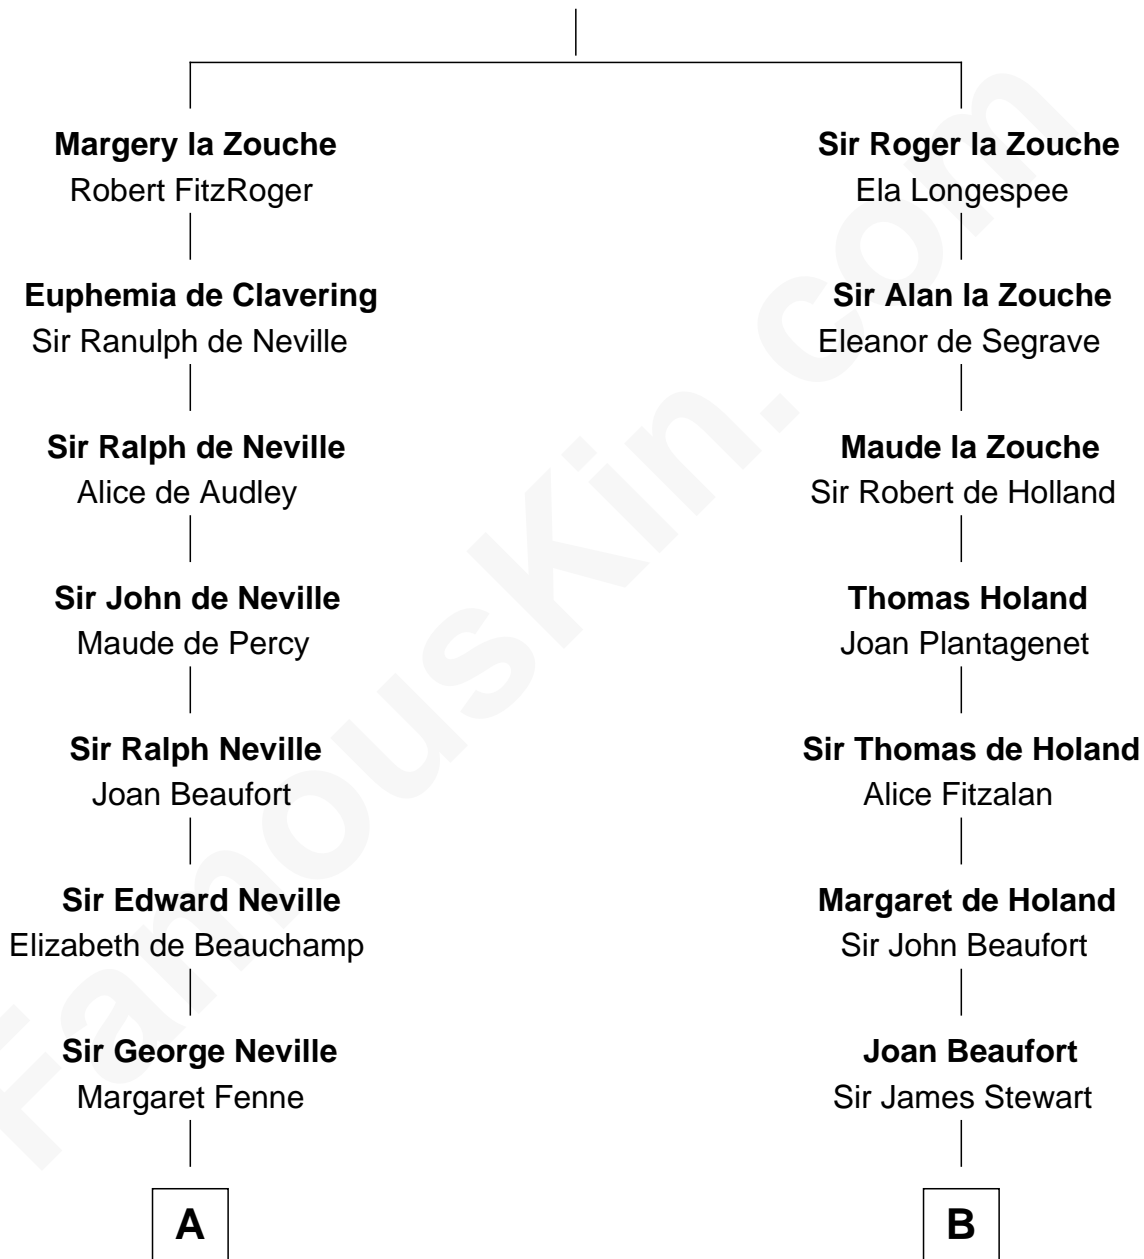 Margery la Zouche
Robert FitzRoger
Sir Roger la Zouche
Ela Longespee
Euphemia de Clavering
Sir Ranulph de Neville
Sir Alan la Zouche
Eleanor de Segrave
Sir Ralph de Neville
Alice de Audley
Maude la Zouche
Sir Robert de Holland
Sir John de Neville
Maude de Percy
Thomas Holand
Joan Plantagenet
Sir Ralph Neville
Joan Beaufort
Sir Thomas de Holand
Alice Fitzalan
Sir Edward Neville
Elizabeth de Beauchamp
Margaret de Holand
Sir John Beaufort
Sir George Neville
Margaret Fenne
Joan Beaufort
Sir James Stewart
A
B
FamousKin.com